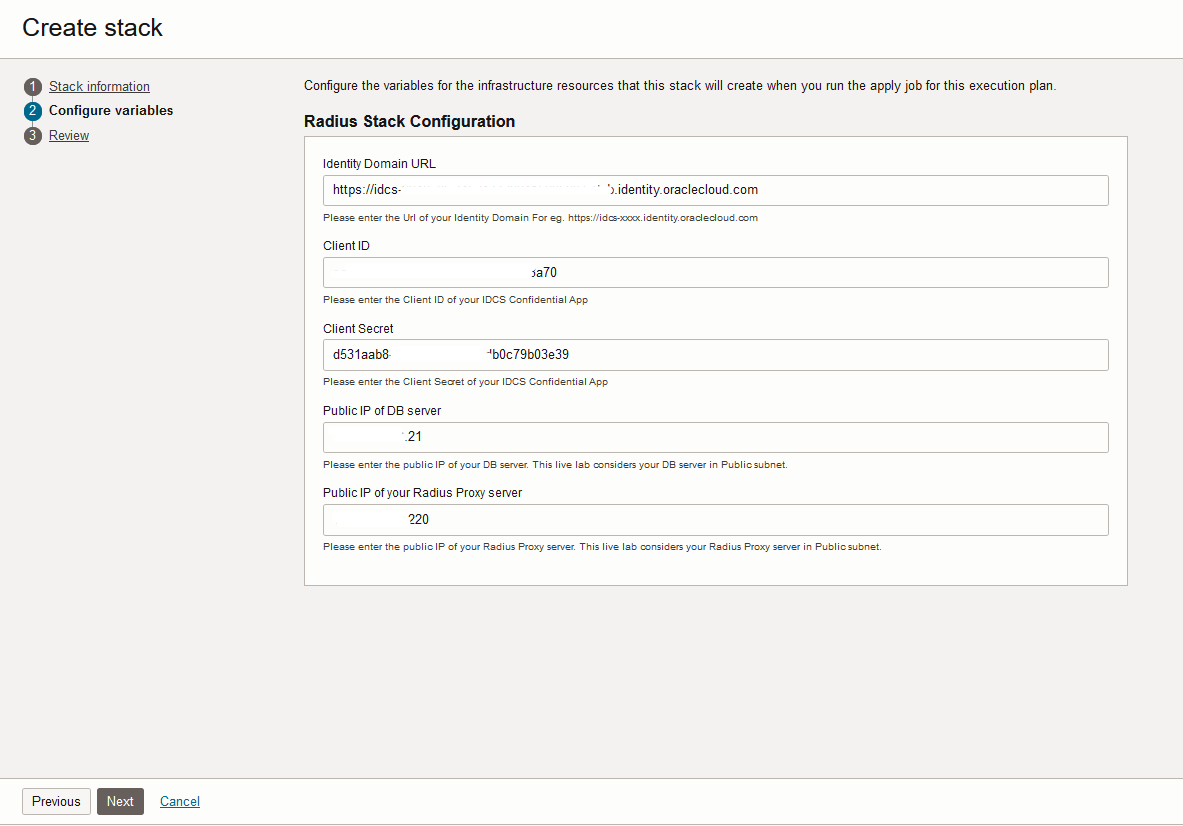 Create stack
1 Stack information
2 Configure variables
3 Review
Configure the variables for the infrastructure resources that this stack will create when you run the apply job for this execution plan.
Radius Stack Configuration
Identity Domain URL
https://idcs- .identity.oraclecloud.com
Please enter the Url of your Identity Domain For eg. https://idcs-xxxx.identity.oraclecloud.com
Client ID
a70
Please enter the Client ID of your IDCS Confidential App
Client Secret
d531aab8 b0c79b03e39
Please enter the Client Secret of your IDCS Confidential App
Public IP of DB server
.21
Please enter the public IP of your DB server. This live lab considers your DB server in Public subnet.
Public IP of your Radius Proxy server
220
Please enter the public IP of your Radius Proxy server. This live lab considers your Radius Proxy server in Public subnet.
Previous Next Cancel